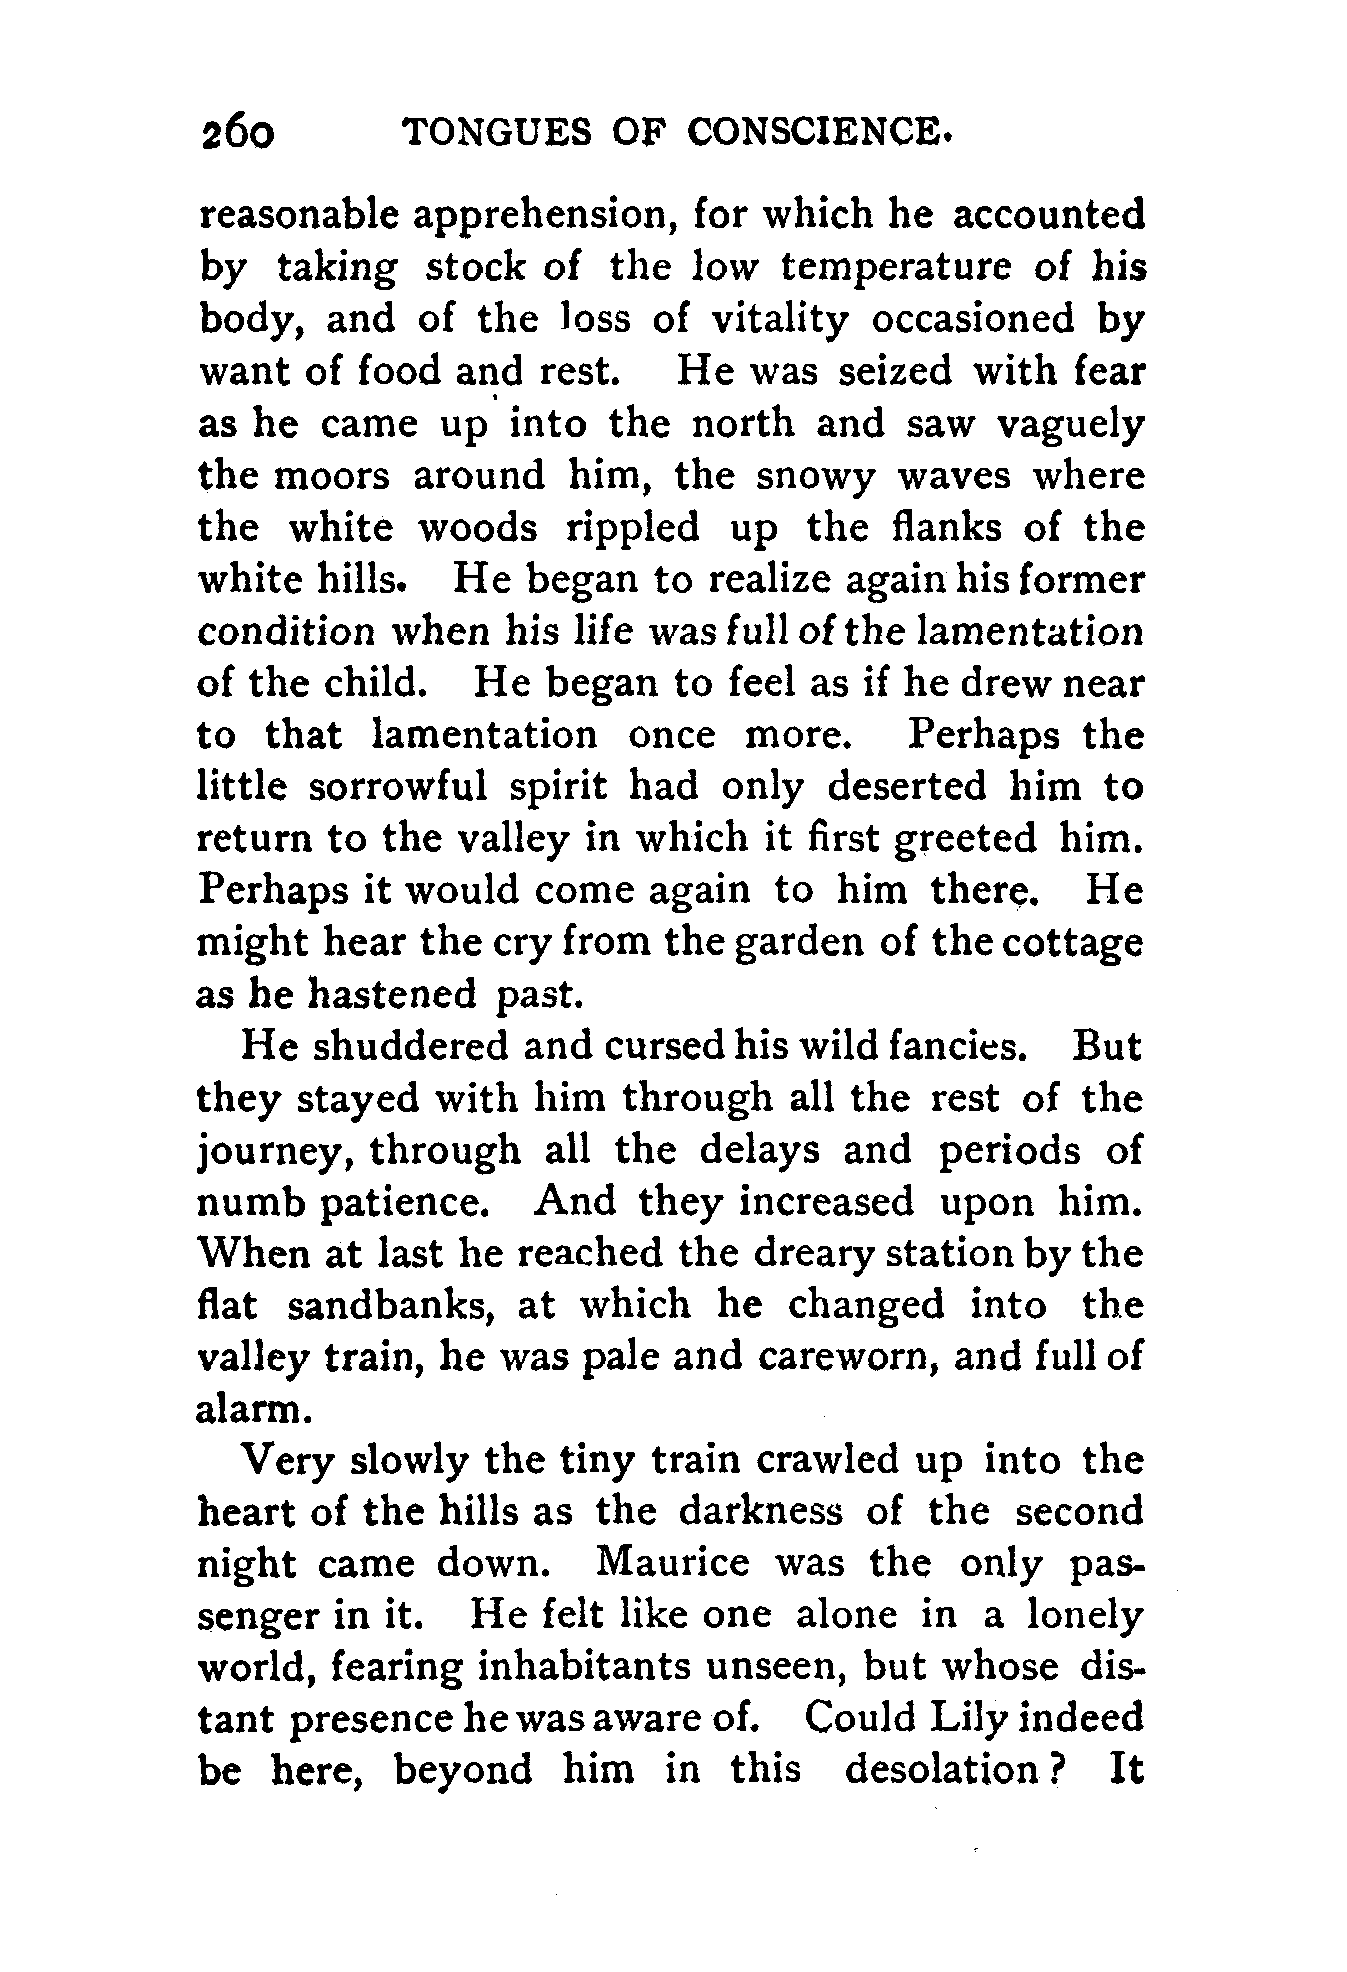 260 TONGUES OF CONSCIENCE.
reasonable apprehension, for which he accounted
by taking stock of the low temperature of his
body, and of the loss of vitality occasioned by
want of food and rest. He was seized with fear
as he came up into the north and saw vaguely
the moors around him, the snowy waves where
the white woods rippled up the flanks of the
white hills. He began to realize again his former
condition when his life was full of the lamentation
of the child. He began to feel as if he drew near
to that lamentation once more. Perhaps the
little sorrowful spirit had only deserted him to
return to the valley in which it first greeted him.
Perhaps it would come again to him there. He
might hear the cry from the garden of the cottage
as he hastened past.
He shuddered and cursed his wild fancies. But
they stayed with him through all the rest of the
journey, through all the delays and periods of
numb patience. And they increased upon him.
When at last he reached the dreary station by the
flat sandbanks, at which he changed into the
valley train, he was pale and careworn, and full of
alarm.
Very slowly the tiny train crawled up into the
heart of the hills as the darkness of the second
night came down. Maurice was the only pas-
senger in it. He felt like one alone in a lonely
world, fearing inhabitants unseen, but whose dis-
tant presence he was aware of. Could Lily indeed
be here, beyond him in this desolation? It